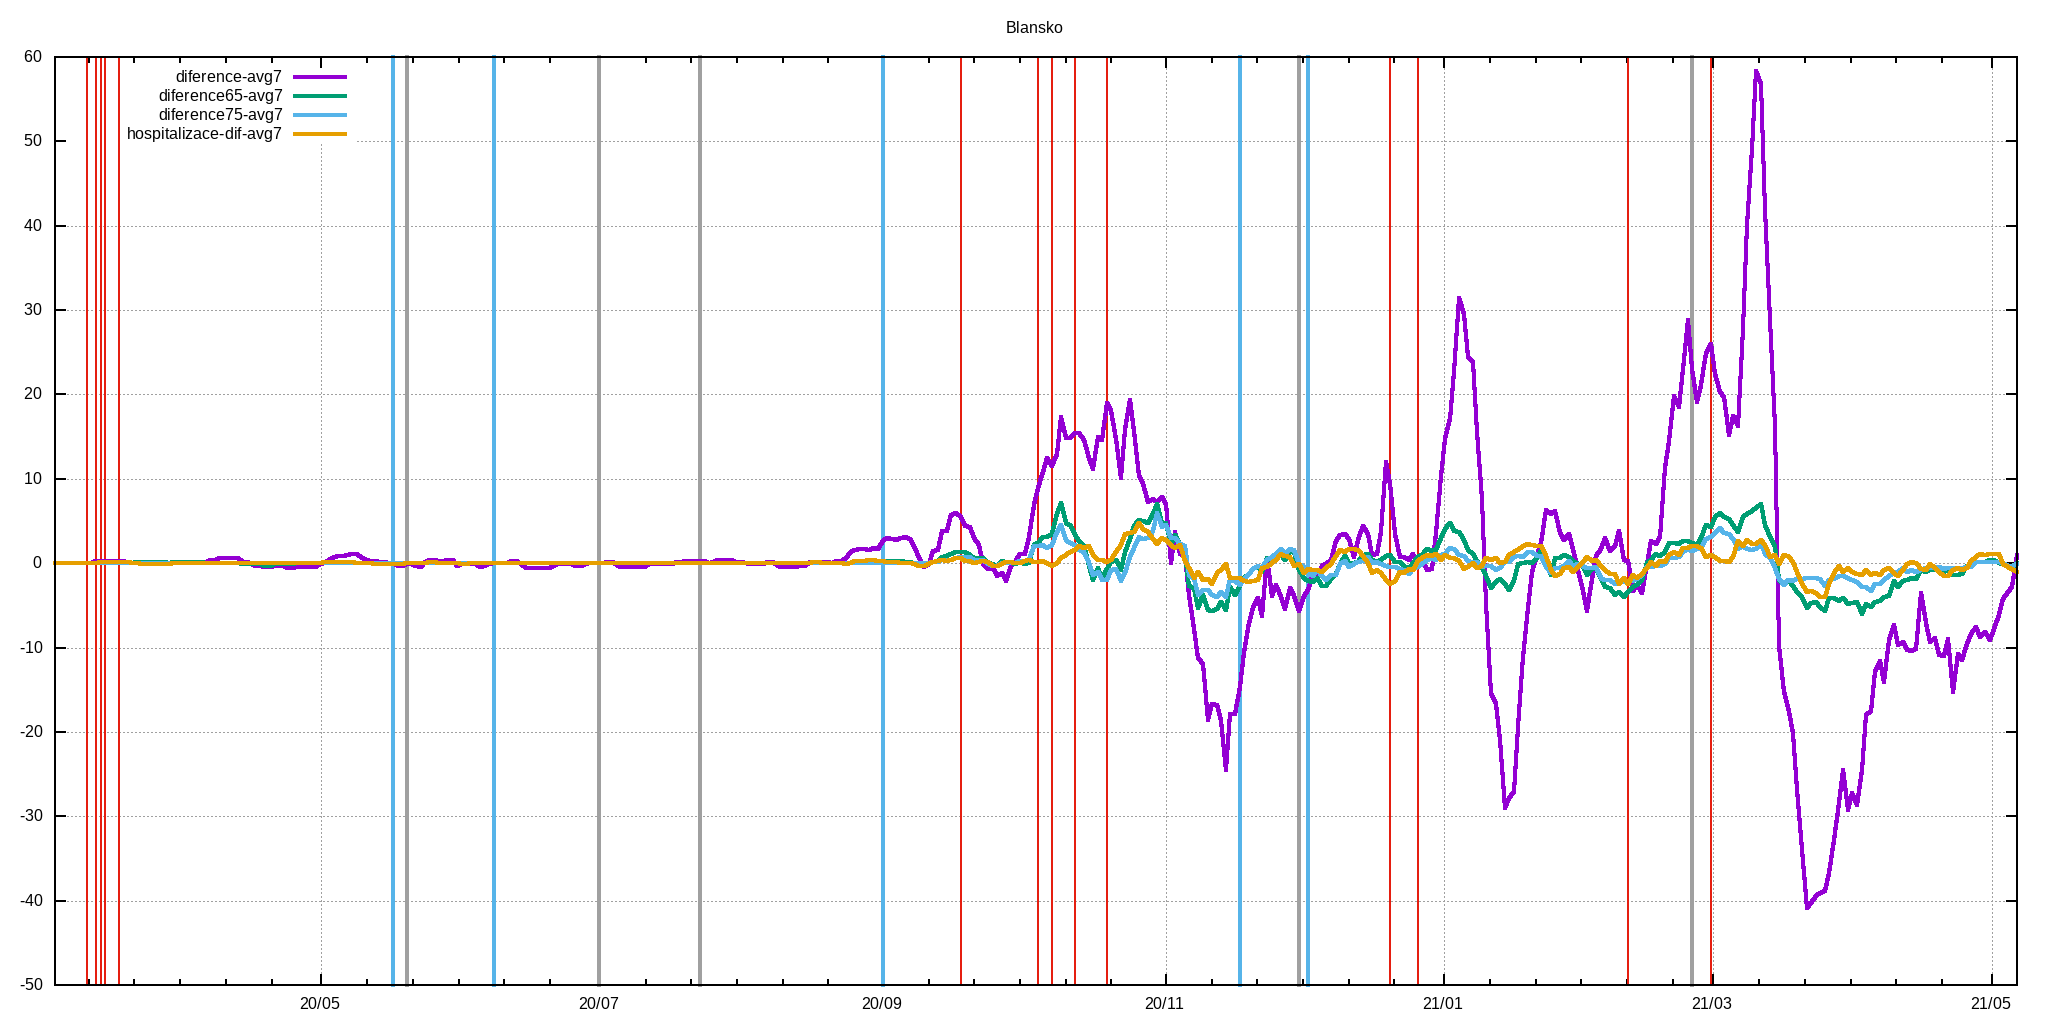 Blansko
60
50
40
30
20
10
0
-10
-20
-30
-40
-50
diference-avg7
diference65-avg7
diference75-avg7
hospitalizace-dif-avg7
20/05 20/07 20/09 20/11 21/01 21/03 21/05